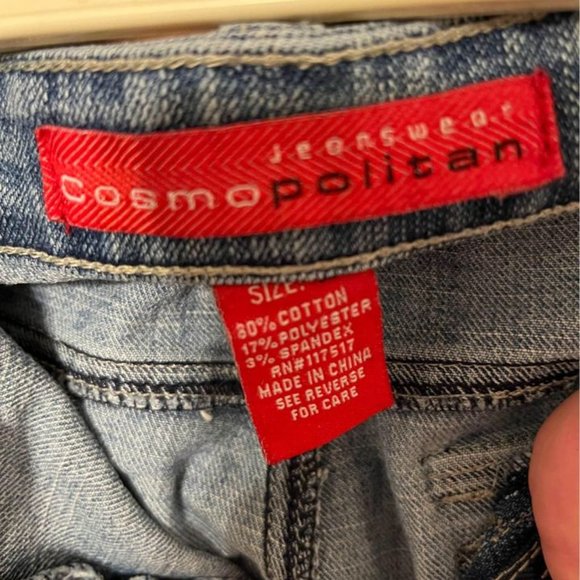 Jeanswear
Cosmopolitan
SIZE:
80% COTTON
17% POLYESTER
3% SPANDEX
RN#117517
MADE IN CHINA
SEE REVERSE
FOR CARE